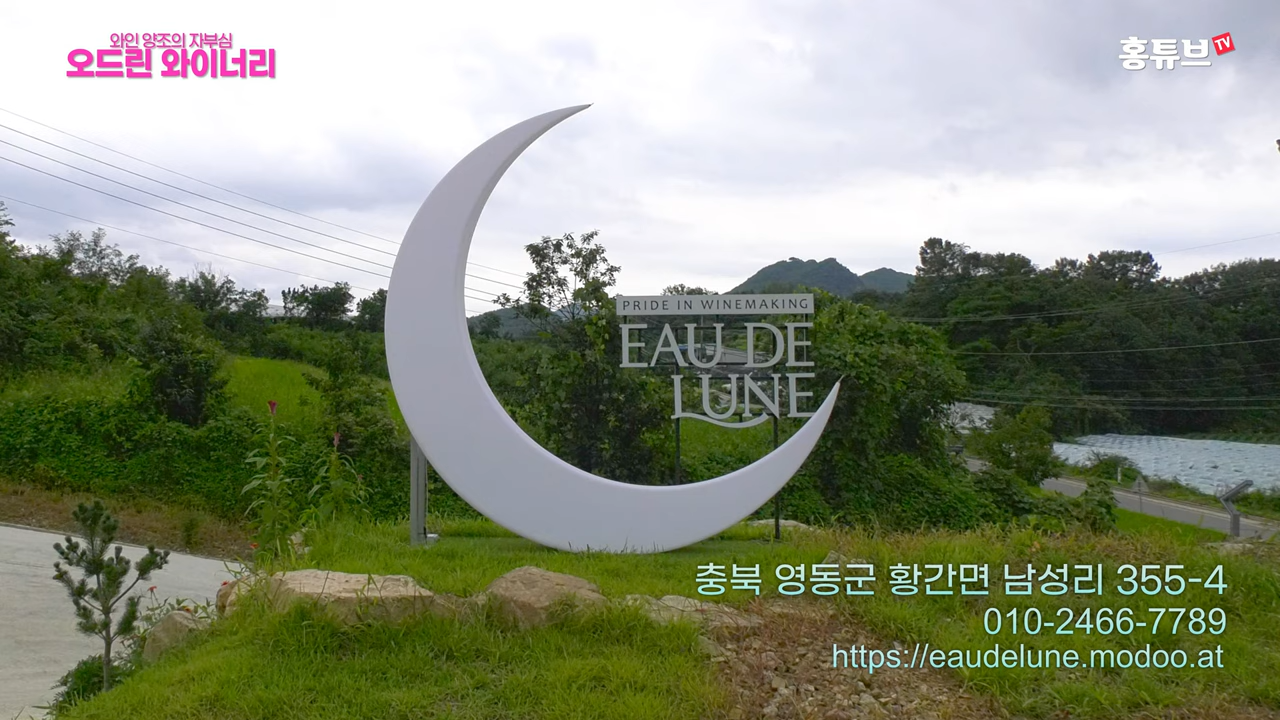 와인 양조의 자부심
오드린 와이너리
홍튜브 TV
PRIDE IN WINEMAKING
EAU DE
LUNE
충북 영동군 황간면 남성리 355-4
010-2466-7789
https://eaudelune.modoo.at